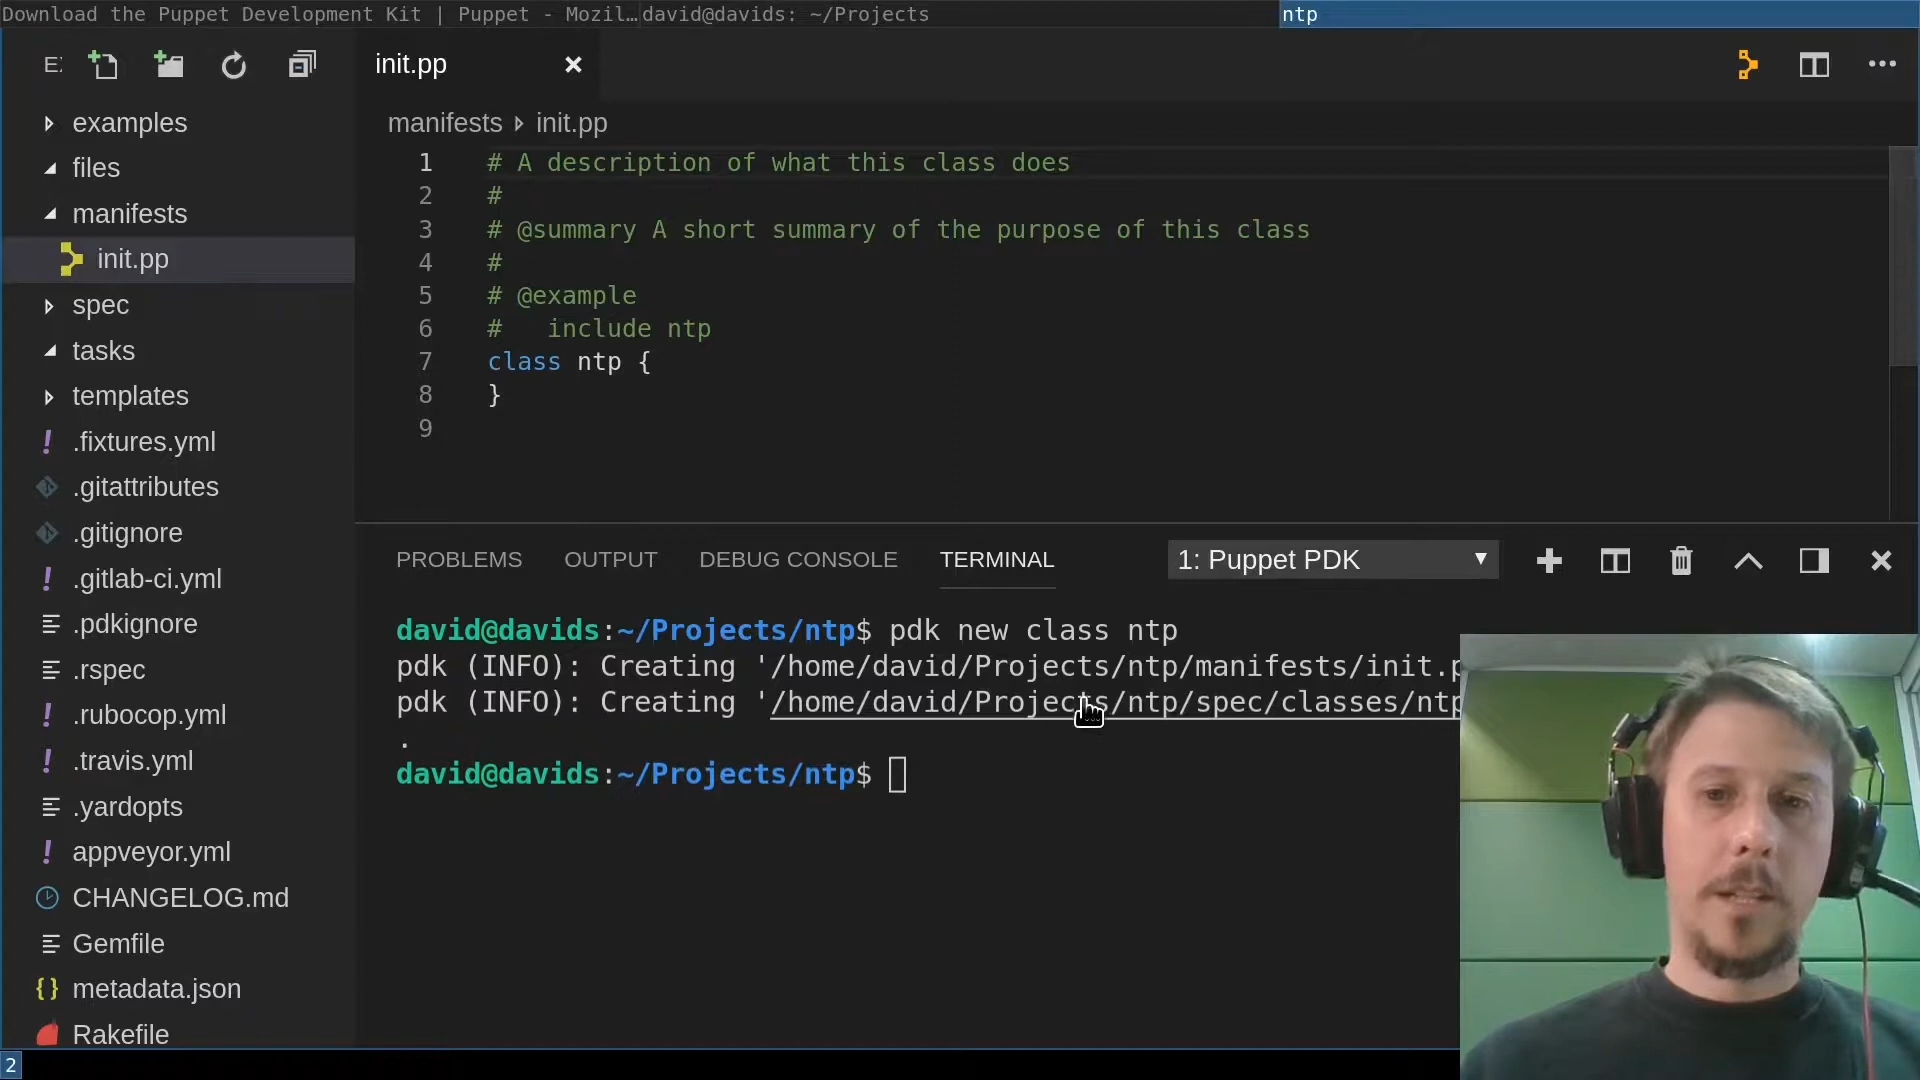 Download the Puppet Development Kit | Puppet - Mozil… david@davids: ~/Projects ntp
init.pp
manifests init.pp
examples
files
manifests
init.pp
spec
tasks
templates
.fixtures.yml
.gitattributes
.gitignore
.gitlab-ci.yml
.pdkignore
.rspec
.rubocop.yml
.travis.yml
.yardopts
appveyor.yml
CHANGELOG.md
Gemfile
metadata.json
Rakefile
1 # A description of what this class does
2 #
3 # @summary A short summary of the purpose of this class
4 #
5 # @example
6 #   include ntp
7 class ntp {
8 }
9
PROBLEMS OUTPUT DEBUG CONSOLE TERMINAL 1: Puppet PDK
david@davids:~/Projects/ntp$ pdk new class ntp
pdk (INFO): Creating '/home/david/Projects/ntp/manifests/init.p
pdk (INFO): Creating '/home/david/Projects/ntp/spec/classes/ntp
.
david@davids:~/Projects/ntp$
2